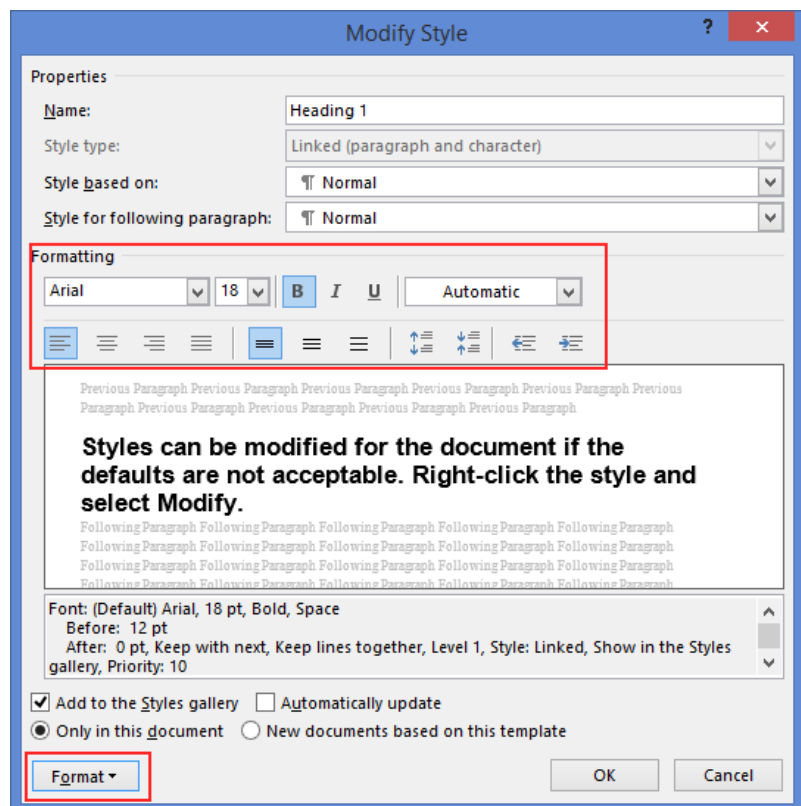 Modify Style
?
Properties
Name:
Heading 1
Style type:
Linked (paragraph and character)
Style based on:
¶ Normal
Style for following paragraph:
¶ Normal
Formatting
Arial
18
B I U
Automatic
Previous Paragraph Previous Paragraph Previous Paragraph Previous Paragraph Previous Paragraph Previous
Paragraph Previous Paragraph Previous Paragraph Previous Paragraph Previous Paragraph
Styles can be modified for the document if the
defaults are not acceptable. Right-click the style and
select Modify.
Following Paragraph Following Paragraph Following Paragraph Following Paragraph Following Paragraph
Following Paragraph Following Paragraph Following Paragraph Following Paragraph Following Paragraph
Following Paragraph Following Paragraph Following Paragraph Following Paragraph Following Paragraph
Following Paragraph Following Paragraph Following Paragraph Following Paragraph Following Paragraph
Font: (Default) Arial, 18 pt, Bold, Space
Before: 12 pt
After: 0 pt, Keep with next, Keep lines together, Level 1, Style: Linked, Show in the Styles
gallery, Priority: 10
Add to the Styles gallery
Automatically update
Only in this document
New documents based on this template
Format
OK
Cancel